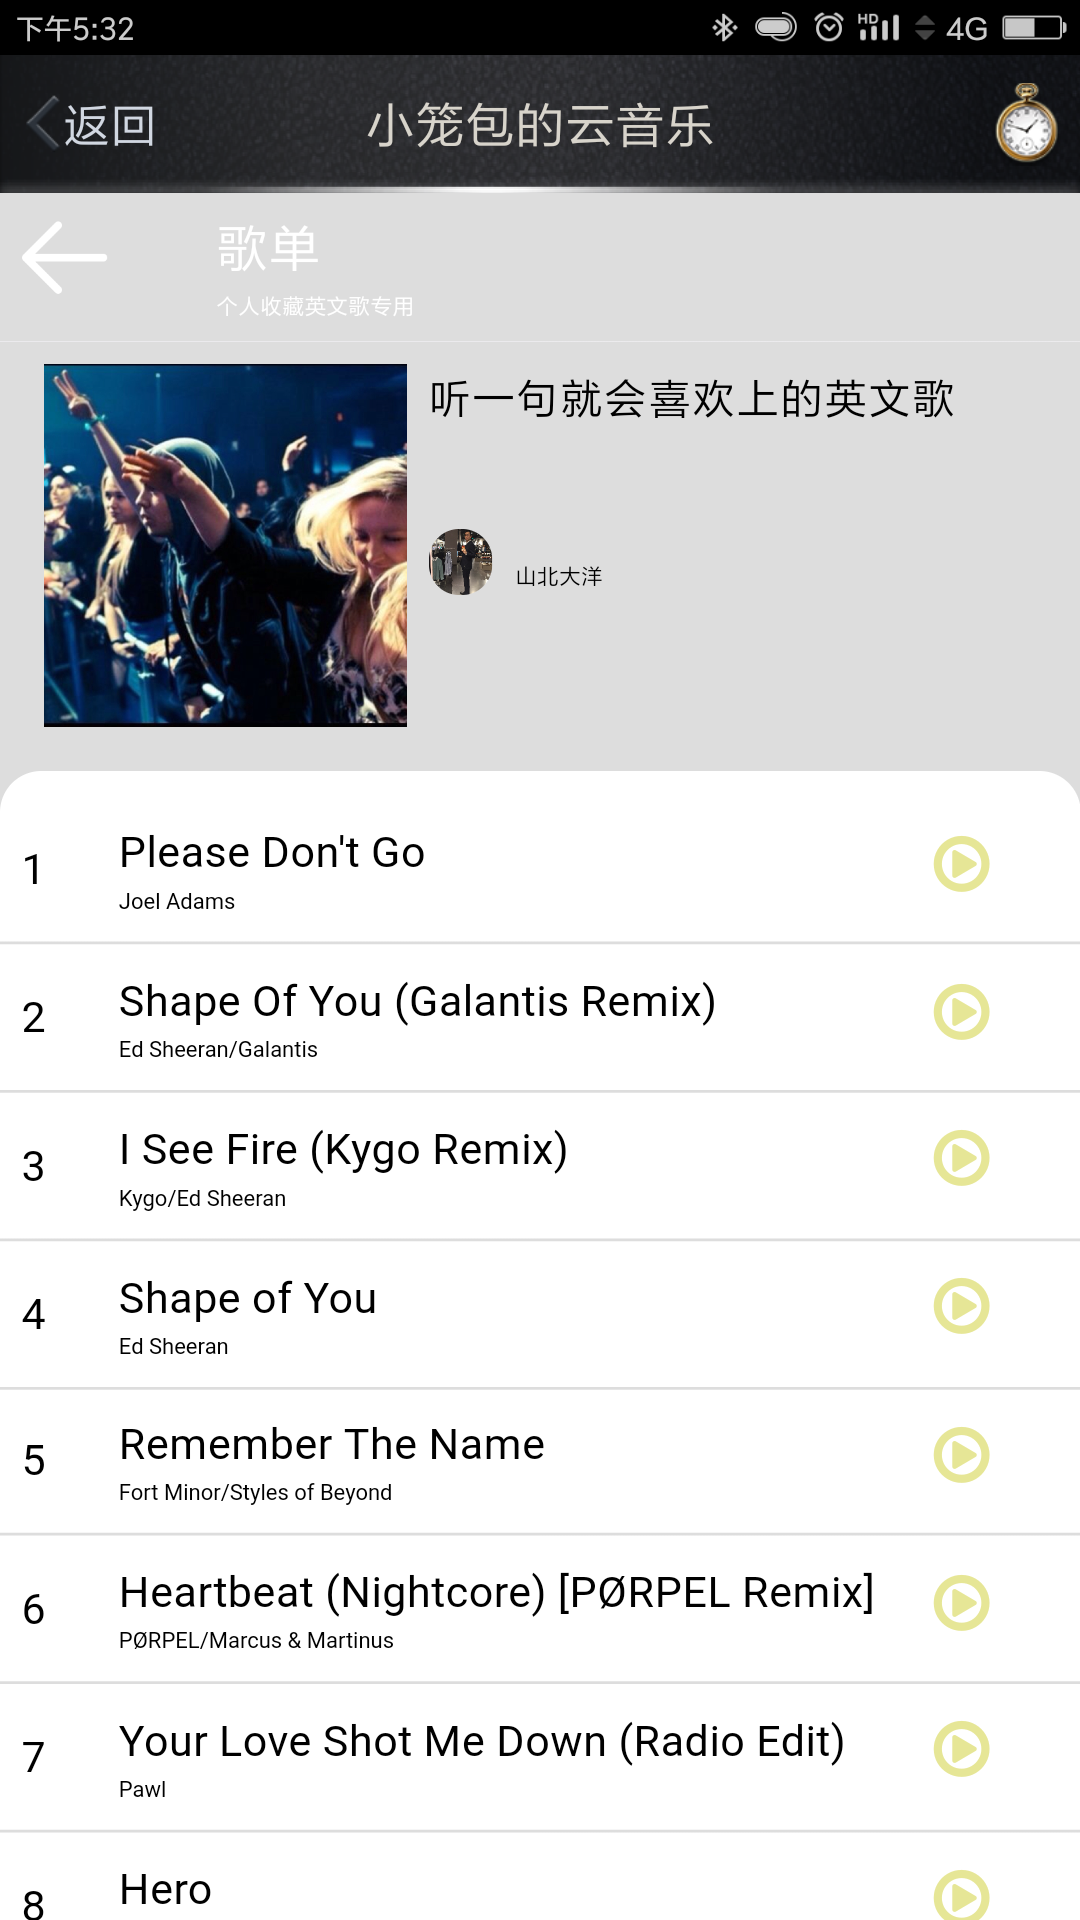 下午5:32
HD
4G
返回
小笼包的云音乐
歌单
个人收藏英文歌专用
听一句就会喜欢上的英文歌
山北大洋
1
Please Don't Go
Joel Adams
2
Shape Of You (Galantis Remix)
Ed Sheeran/Galantis
3
I See Fire (Kygo Remix)
Kygo/Ed Sheeran
4
Shape of You
Ed Sheeran
5
Remember The Name
Fort Minor/Styles of Beyond
6
Heartbeat (Nightcore) [PØRPEL Remix]
PØRPEL/Marcus & Martinus
7
Your Love Shot Me Down (Radio Edit)
Pawl
8
Hero